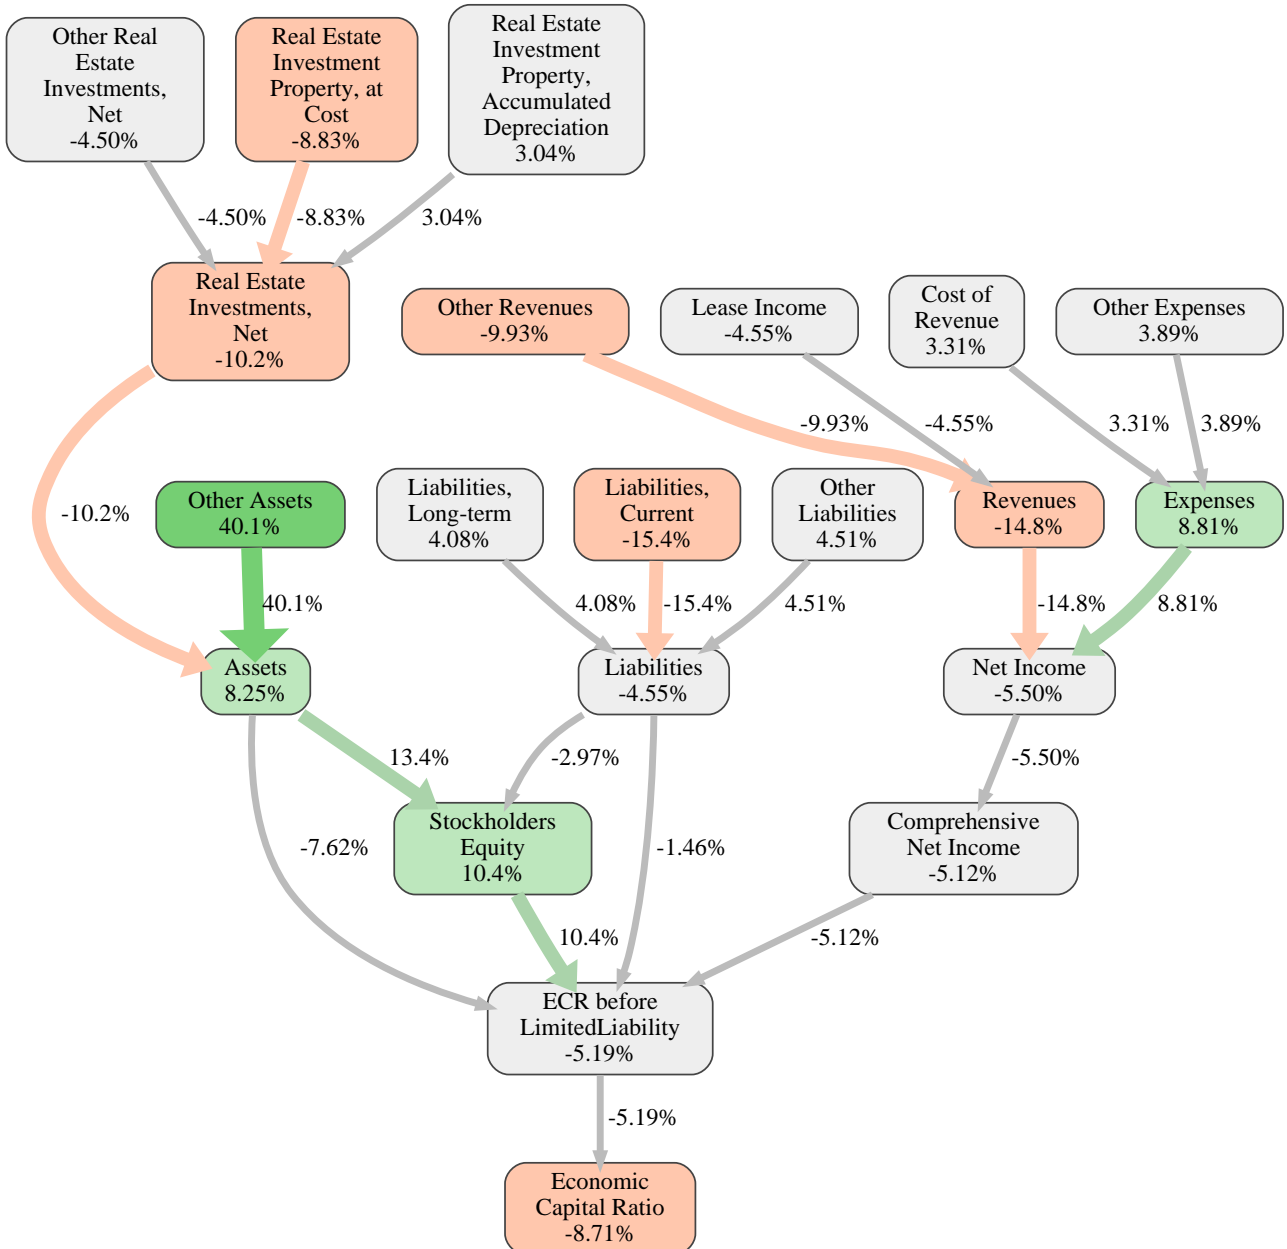 Other Real
Estate
Investments,
Net
-4.50%
Real Estate
Investment
Property, at
Cost
-8.83%
Real Estate
Investment
Property,
Accumulated
Depreciation
3.04%
-4.50%
-8.83%
3.04%
Real Estate
Investments,
Net
-10.2%
Other Revenues
-9.93%
Lease Income
-4.55%
Cost of
Revenue
3.31%
Other Expenses
3.89%
-9.93%
-4.55%
3.31%
3.89%
-10.2%
Other Assets
40.1%
Liabilities,
Long-term
4.08%
Liabilities,
Current
-15.4%
Other
Liabilities
4.51%
Revenues
-14.8%
Expenses
8.81%
40.1%
4.08%
-15.4%
4.51%
-14.8%
8.81%
Assets
8.25%
Liabilities
-4.55%
Net Income
-5.50%
13.4%
-2.97%
-5.50%
-7.62%
Stockholders
Equity
10.4%
-1.46%
Comprehensive
Net Income
-5.12%
10.4%
-5.12%
ECR before
LimitedLiability
-5.19%
-5.19%
Economic
Capital Ratio
-8.71%